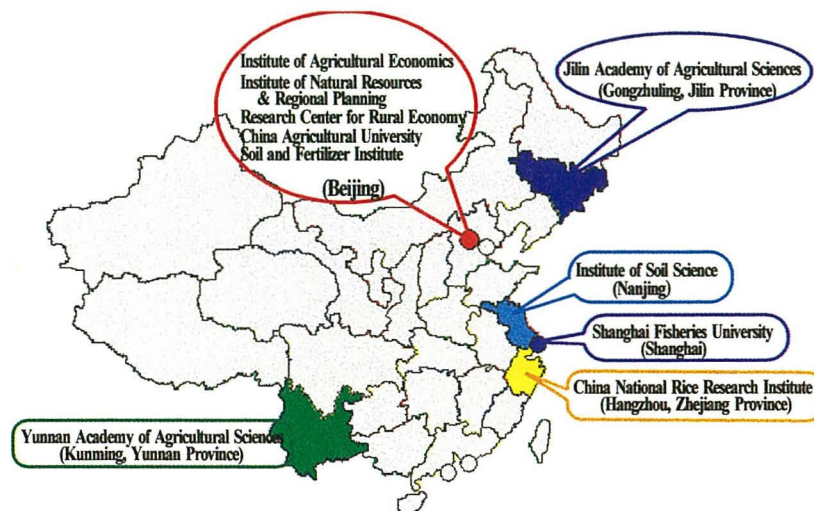 Institute of Agricultural Economics
Institute of Natural Resources
& Regional Planning
Research Center for Rural Economy
China Agricultural University
Soil and Fertilizer Institute
(Beijing)
Jilin Academy of Agricultural Sciences
(Gongzhuling, Jilin Province)
Institute of Soil Science
(Nanjing)
Shanghai Fisheries University
(Shanghai)
China National Rice Research Institute
(Hangzhou, Zhejiang Province)
Yunnan Academy of Agricultural Sciences
(Kunming, Yunnan Province)